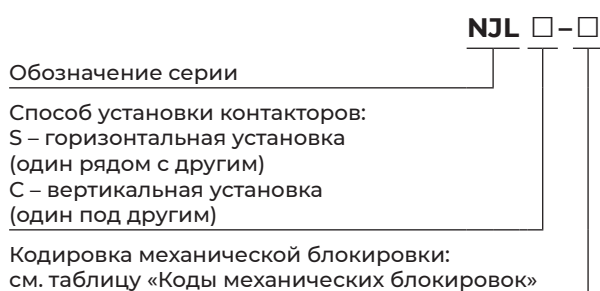 NJL □–□
Обозначение серии
Способ установки контакторов:
S – горизонтальная установка
(один рядом с другим)
C – вертикальная установка
(один под другим)
Кодировка механической блокировки:
см. таблицу «Коды механических блокировок»